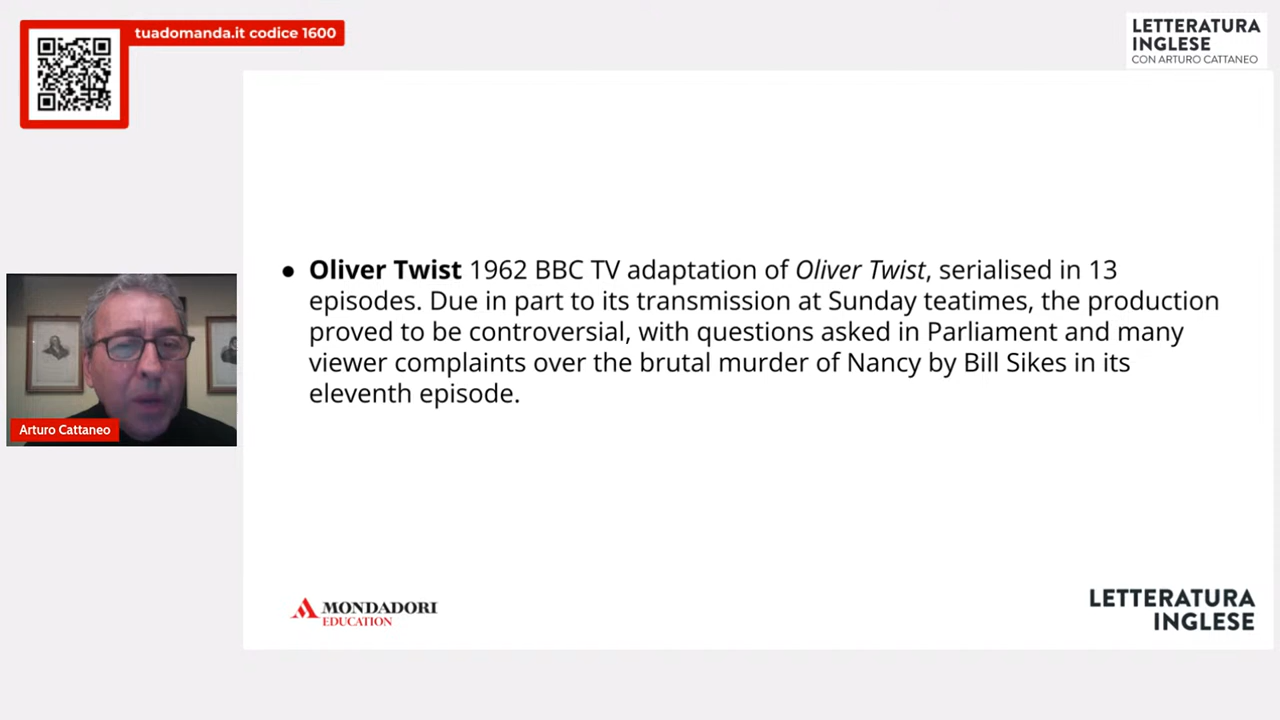 tuadomanda.it codice 1600
LETTERATURA
INGLESE
CON ARTURO CATTANEO
● Oliver Twist 1962 BBC TV adaptation of Oliver Twist, serialised in 13
episodes. Due in part to its transmission at Sunday teatimes, the production
proved to be controversial, with questions asked in Parliament and many
viewer complaints over the brutal murder of Nancy by Bill Sikes in its
eleventh episode.
Arturo Cattaneo
MONDADORI
EDUCATION
LETTERATURA
INGLESE